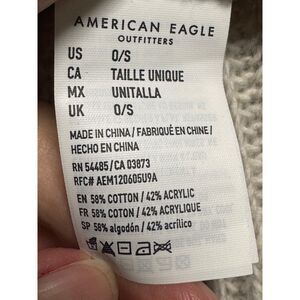 AMERICAN EAGLE
OUTFITTERS
US O/S
CA TAILLE UNIQUE
MX UNITALLA
UK O/S
MADE IN CHINA / FABRIQUÉ EN CHINE /
HECHO EN CHINA
RN 54485 / CA 03873
RFC# AEM120605U9A
EN 58% COTTON / 42% ACRYLIC
FR 58% COTON / 42% ACRYLIQUE
SP 58% algodón / 42% acrílico